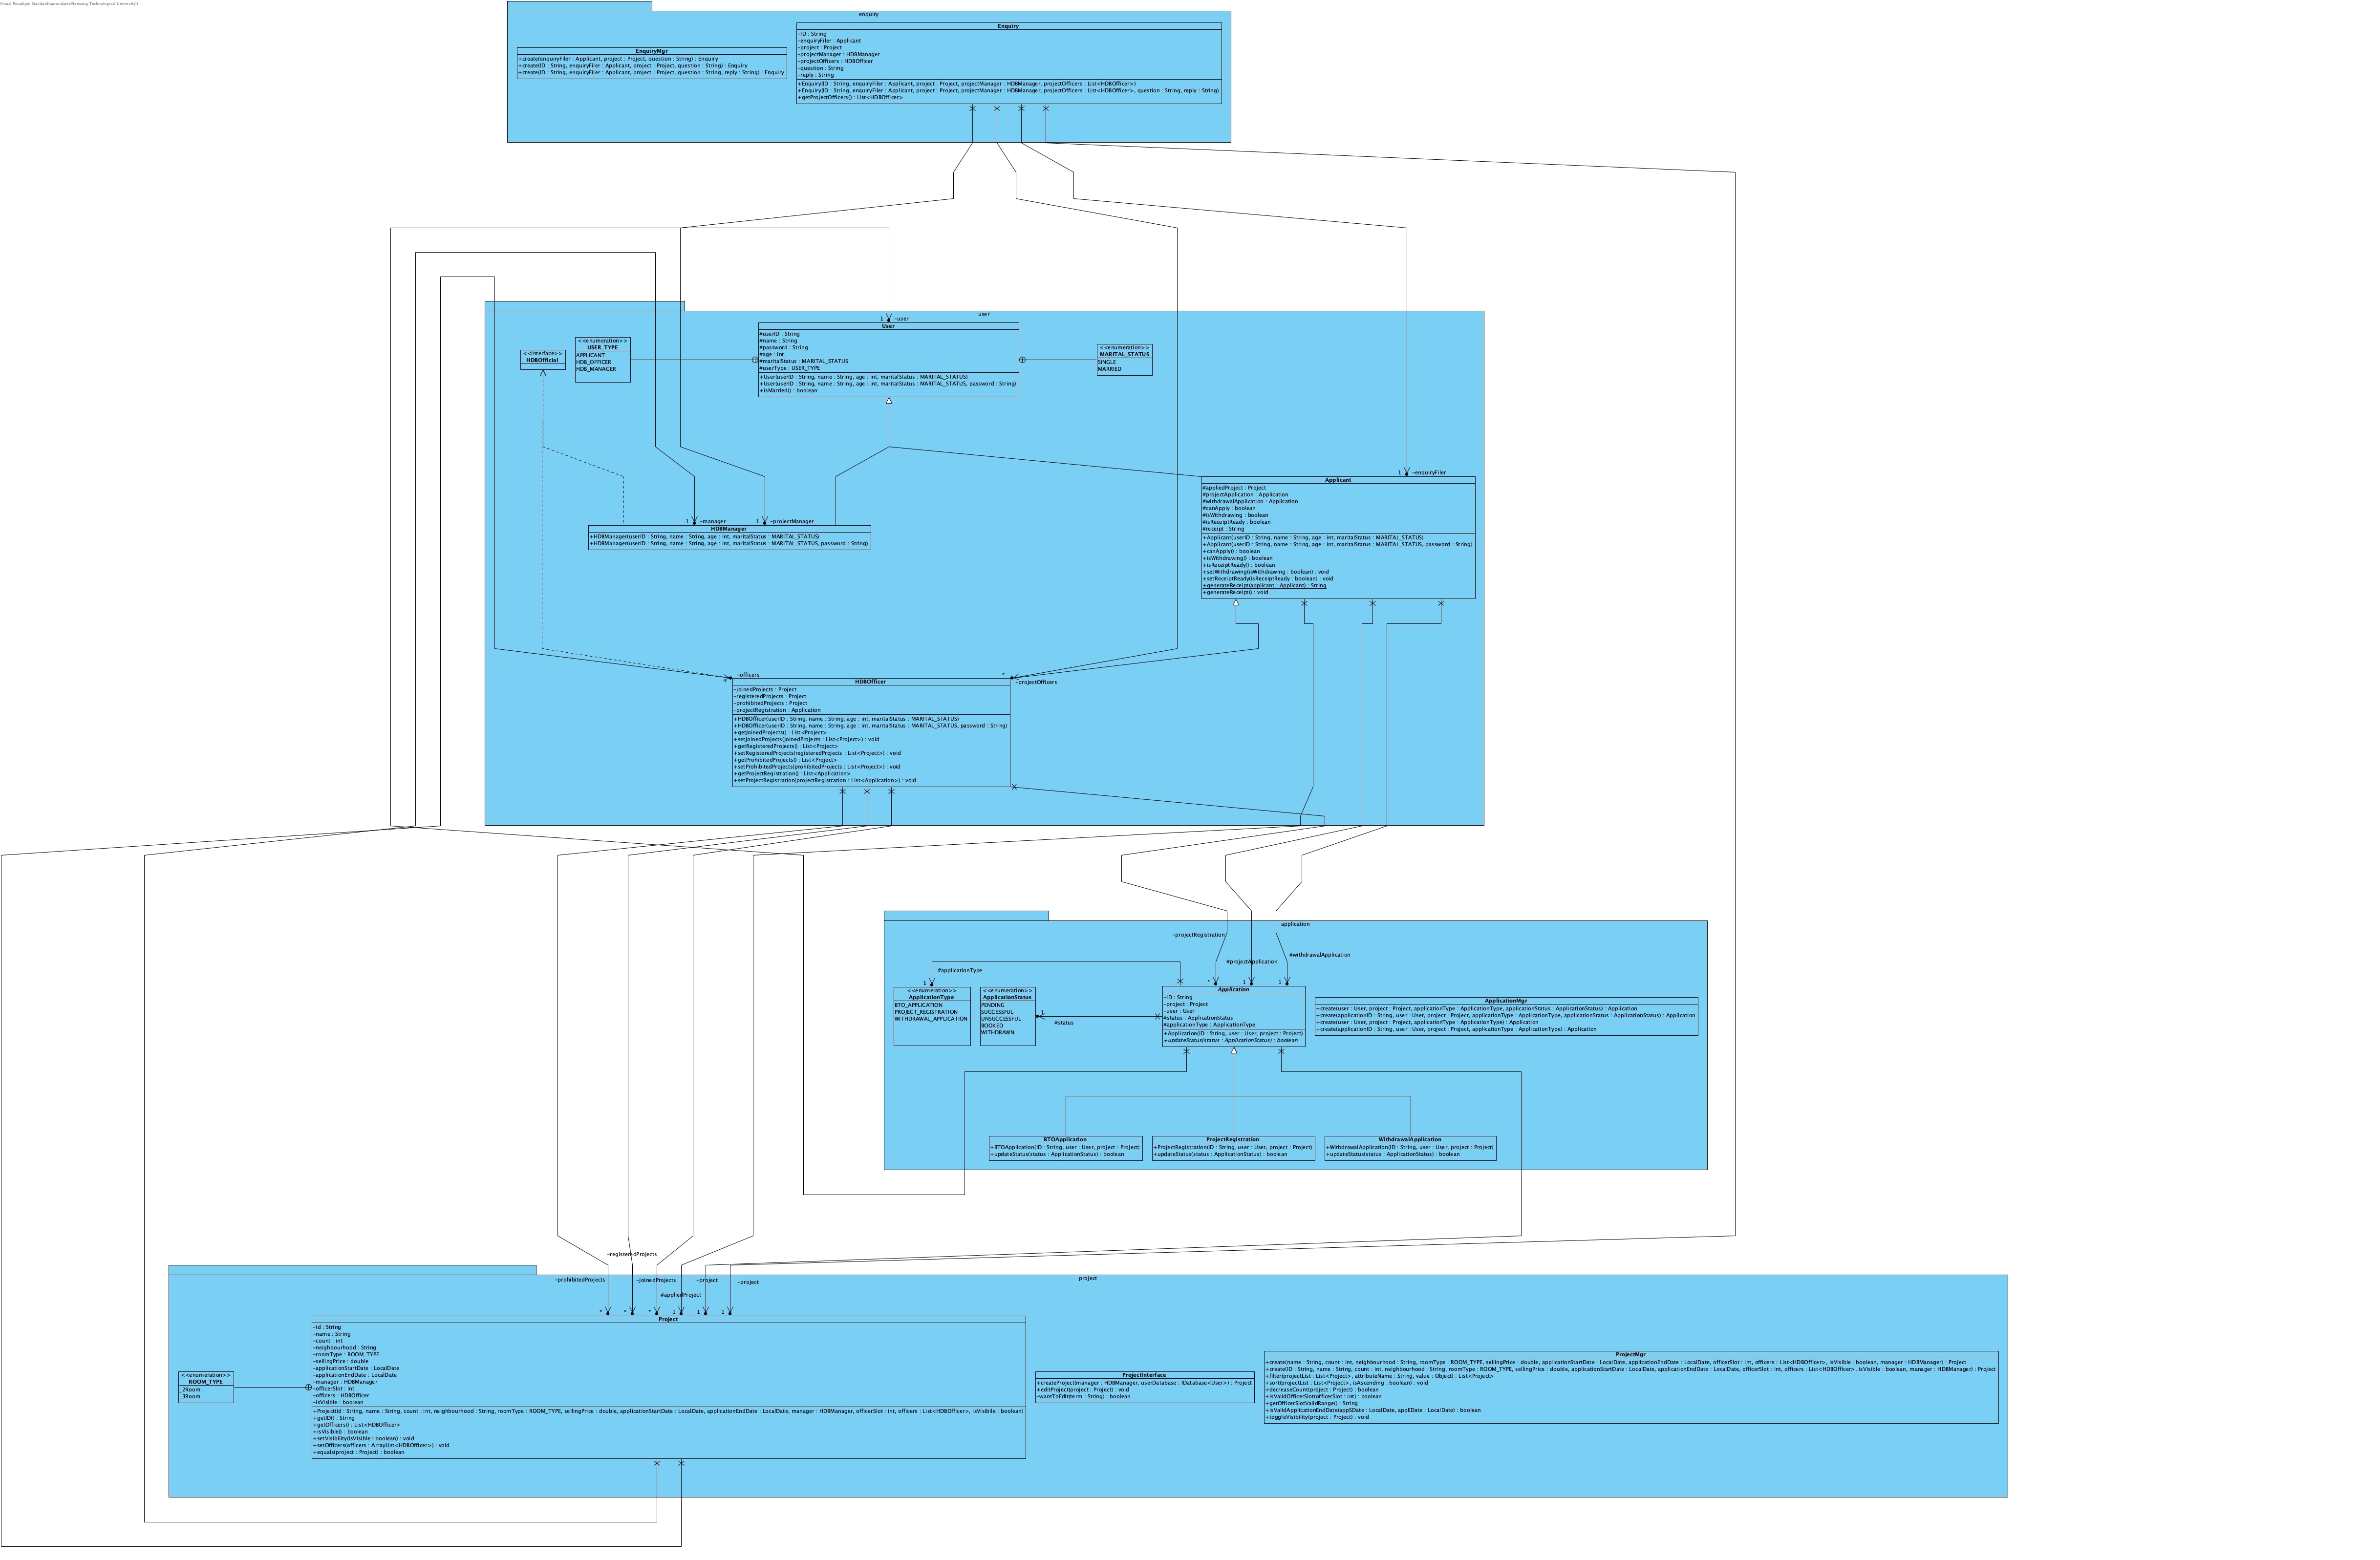 Visual Paradigm Standard(uprovider(Nanyang Technological University))
enquiry
EnquiryMgr
+create(enquiryFiler : Applicant, project : Project, question : String) : Enquiry
+create(ID : String, enquiryFiler : Applicant, project : Project, question : String) : Enquiry
+create(ID : String, enquiryFiler : Applicant, project : Project, question : String, reply : String) : Enquiry
Enquiry
-ID : String
-enquiryFiler : Applicant
-project : Project
-projectManager : HDBManager
-projectOfficers : HDBOfficer
-question : String
-reply : String
+Enquiry(ID : String, enquiryFiler : Applicant, project : Project, projectManager : HDBManager, projectOfficers : List<HDBOfficer>)
+Enquiry(ID : String, enquiryFiler : Applicant, project : Project, projectManager : HDBManager, projectOfficers : List<HDBOfficer>, question : String, reply : String)
+getProjectOfficers() : List<HDBOfficer>
user
1
-user
<<Interface>>
HDBOfficial
<<enumeration>>
USER_TYPE
APPLICANT
HDB_OFFICER
HDB_MANAGER
User
#userID : String
#name : String
#password : String
#age : int
#maritalStatus : MARITAL_STATUS
#userType : USER_TYPE
+User(userID : String, name : String, age : int, maritalStatus : MARITAL_STATUS)
+User(userID : String, name : String, age : int, maritalStatus : MARITAL_STATUS, password : String)
+isMarried() : boolean
<<enumeration>>
MARITAL_STATUS
SINGLE
MARRIED
1
-enquiryFiler
Applicant
#appliedProject : Project
#projectApplication : Application
#withdrawalApplication : Application
#canApply : boolean
#isWithdrawing : boolean
#isReceiptReady : boolean
#receipt : String
+Applicant(userID : String, name : String, age : int, maritalStatus : MARITAL_STATUS)
+Applicant(userID : String, name : String, age : int, maritalStatus : MARITAL_STATUS, password : String)
+canApply() : boolean
+isWithdrawing() : boolean
+isReceiptReady() : boolean
+setWithdrawing(isWithdrawing : boolean) : void
+setReceiptReady(isReceiptReady : boolean) : void
+generateReceipt(applicant : Applicant) : String
+generateReceipt() : void
1
-manager
1
-projectManager
HDBManager
+HDBManager(userID : String, name : String, age : int, maritalStatus : MARITAL_STATUS)
+HDBManager(userID : String, name : String, age : int, maritalStatus : MARITAL_STATUS, password : String)
-officers
*
*
-projectOfficers
HDBOfficer
-joinedProjects : Project
-registeredProjects : Project
-prohibitedProjects : Project
-projectRegistration : Application
+HDBOfficer(userID : String, name : String, age : int, maritalStatus : MARITAL_STATUS)
+HDBOfficer(userID : String, name : String, age : int, maritalStatus : MARITAL_STATUS, password : String)
+getJoinedProjects() : List<Project>
+setJoinedProjects(joinedProjects : List<Project>) : void
+getRegisteredProjects() : List<Project>
+setRegisteredProjects(registeredProjects : List<Project>) : void
+getProhibitedProjects() : List<Project>
+setProhibitedProjects(prohibitedProjects : List<Project>) : void
+getProjectRegistration() : List<Application>
+setProjectRegistration(projectRegistration : List<Application>) : void
application
-projectRegistration
#projectApplication
#withdrawalApplication
#applicationType
1
*
1
1
<<enumeration>>
ApplicationType
BTO_APPLICATION
PROJECT_REGISTRATION
WITHDRAWAL_APPLICATION
<<enumeration>>
ApplicationStatus
PENDING
SUCCESSFUL
UNSUCCESSFUL
BOOKED
WITHDRAWN
1
#status
Application
-ID : String
-project : Project
-user : User
#status : ApplicationStatus
#applicationType : ApplicationType
+Application(ID : String, user : User, project : Project)
+updateStatus(status : ApplicationStatus) : boolean
ApplicationMgr
+create(user : User, project : Project, applicationType : ApplicationType, applicationStatus : ApplicationStatus) : Application
+create(applicationID : String, user : User, project : Project, applicationType : ApplicationType, applicationStatus : ApplicationStatus) : Application
+create(user : User, project : Project, applicationType : ApplicationType) : Application
+create(applicationID : String, user : User, project : Project, applicationType : ApplicationType) : Application
BTOApplication
+BTOApplication(ID : String, user : User, project : Project)
+updateStatus(status : ApplicationStatus) : boolean
ProjectRegistration
+ProjectRegistration(ID : String, user : User, project : Project)
+updateStatus(status : ApplicationStatus) : boolean
WithdrawalApplication
+WithdrawalApplication(ID : String, user : User, project : Project)
+updateStatus(status : ApplicationStatus) : boolean
-registeredProjects
project
-prohibitedProjects
-joinedProjects
-project
-project
#appliedProject
*
*
*
1
1
1
<<enumeration>>
ROOM_TYPE
_2Room
_3Room
Project
-id : String
-name : String
-count : int
-neighbourhood : String
-roomType : ROOM_TYPE
-sellingPrice : double
-applicationStartDate : LocalDate
-applicationEndDate : LocalDate
-manager : HDBManager
-officerSlot : int
-officers : HDBOfficer
-isVisible : boolean
+Project(id : String, name : String, count : int, neighbourhood : String, roomType : ROOM_TYPE, sellingPrice : double, applicationStartDate : LocalDate, applicationEndDate : LocalDate, manager : HDBManager, officerSlot : int, officers : List<HDBOfficer>, isVisibile : boolean)
+getID() : String
+getOfficers() : List<HDBOfficer>
+isVisible() : boolean
+setVisibility(isVisible : boolean) : void
+setOfficers(officers : ArrayList<HDBOfficer>) : void
+equals(project : Project) : boolean
ProjectInterface
+createProject(manager : HDBManager, userDatabase : IDatabase<User>) : Project
+editProject(project : Project) : void
-wantToEdit(term : String) : boolean
ProjectMgr
+create(name : String, count : int, neighbourhood : String, roomType : ROOM_TYPE, sellingPrice : double, applicationStartDate : LocalDate, applicationEndDate : LocalDate, officerSlot : int, officers : List<HDBOfficer>, isVisible : boolean, manager : HDBManager) : Project
+create(ID : String, name : String, count : int, neighbourhood : String, roomType : ROOM_TYPE, sellingPrice : double, applicationStartDate : LocalDate, applicationEndDate : LocalDate, officerSlot : int, officers : List<HDBOfficer>, isVisible : boolean, manager : HDBManager) : Project
+filter(projectList : List<Project>, attributeName : String, value : Object) : List<Project>
+sort(projectList : List<Project>, isAscending : boolean) : void
+decreaseCount(project : Project) : boolean
+isValidOfficerSlot(officerSlot : int) : boolean
+getOfficerSlotValidRange() : String
+isValidApplicationEndDate(appSDate : LocalDate, appEDate : LocalDate) : boolean
+toggleVisibility(project : Project) : void